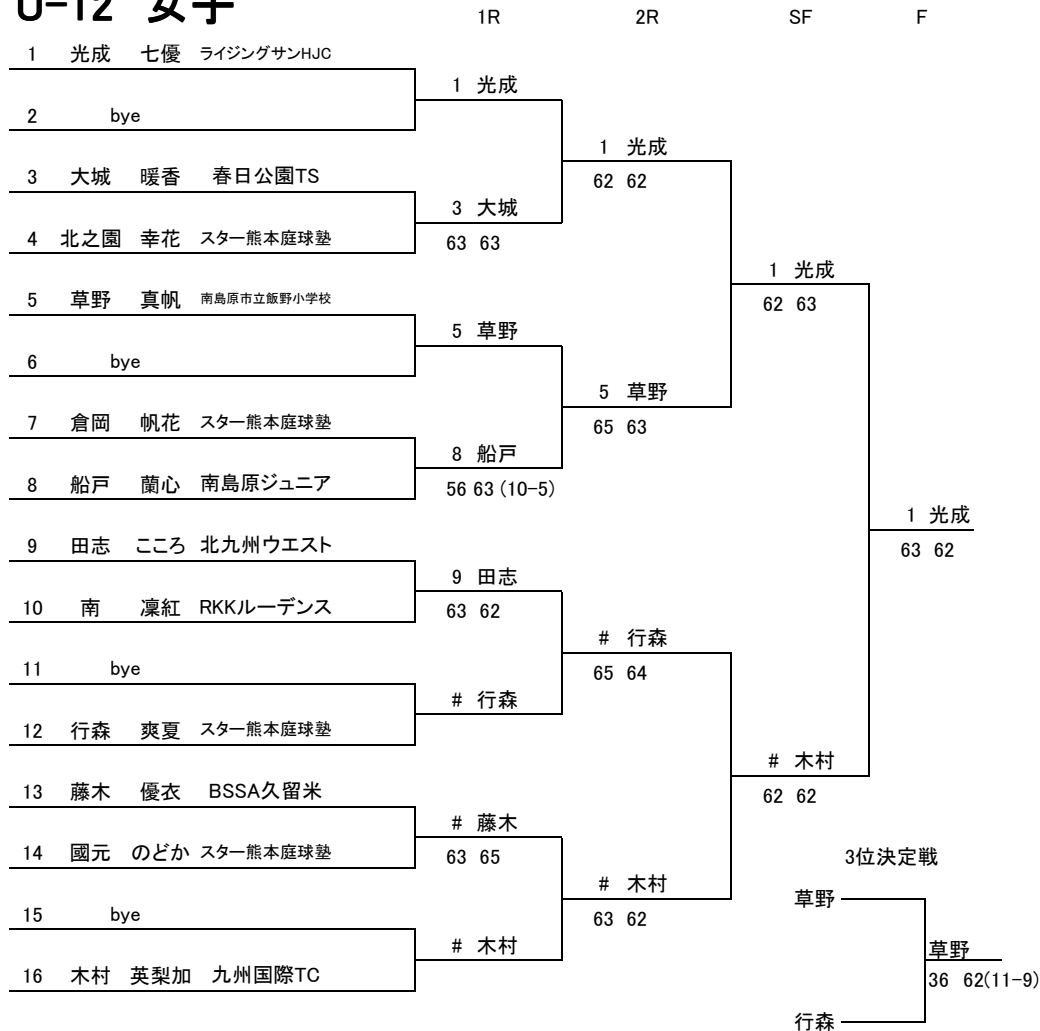 U-12 女子
1R 2R SF F
1 光成 七優 ライジングサンHJC
1 光成
2 bye
1 光成
62 62
3 大城 暖香 春日公園TS
3 大城
63 63
4 北之園 幸花 スター熊本庭球塾
1 光成
62 63
5 草野 真帆 南島原市立飯野小学校
5 草野
6 bye
5 草野
65 63
7 倉岡 帆花 スター熊本庭球塾
8 船戸
56 63 (10-5)
8 船戸 蘭心 南島原ジュニア
1 光成
63 62
9 田志 こころ 北九州ウエスト
9 田志
63 62
10 南 凜紅 RKKルーデンス
# 行森
65 64
11 bye
# 行森
12 行森 爽夏 スター熊本庭球塾
# 木村
62 62
13 藤木 優衣 BSSA久留米
# 藤木
63 65
14 國元 のどか スター熊本庭球塾
# 木村
63 62
15 bye
# 木村
16 木村 英梨加 九州国際TC
3位決定戦
草野
草野
36 62(11-9)
行森